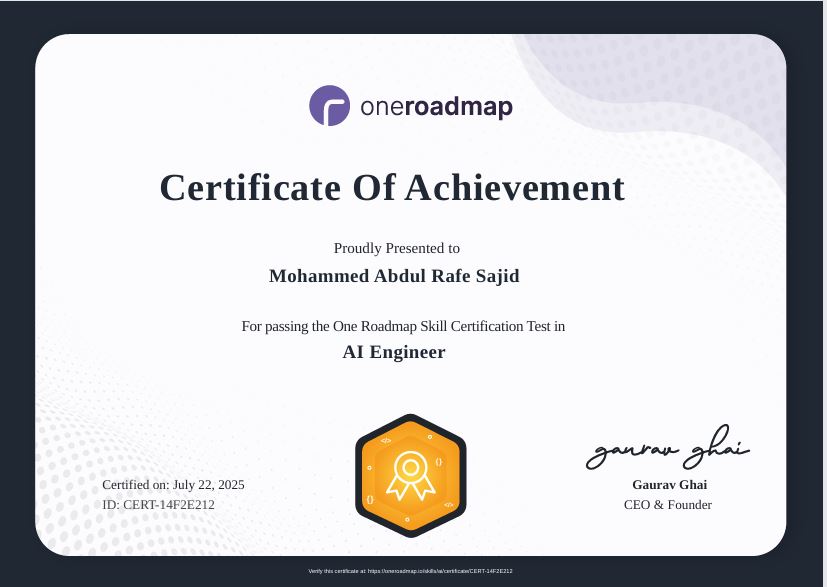 oneroadmap
Certificate Of Achievement
Proudly Presented to
Mohammed Abdul Rafe Sajid
For passing the One Roadmap Skill Certification Test in
AI Engineer
gaurav ghai
Certified on: July 22, 2025
ID: CERT-14F2E212
Gaurav Ghai
CEO & Founder
Verify this certificate at: https://oneroadmap.io/skills/ai/certificate/CERT-14F2E212